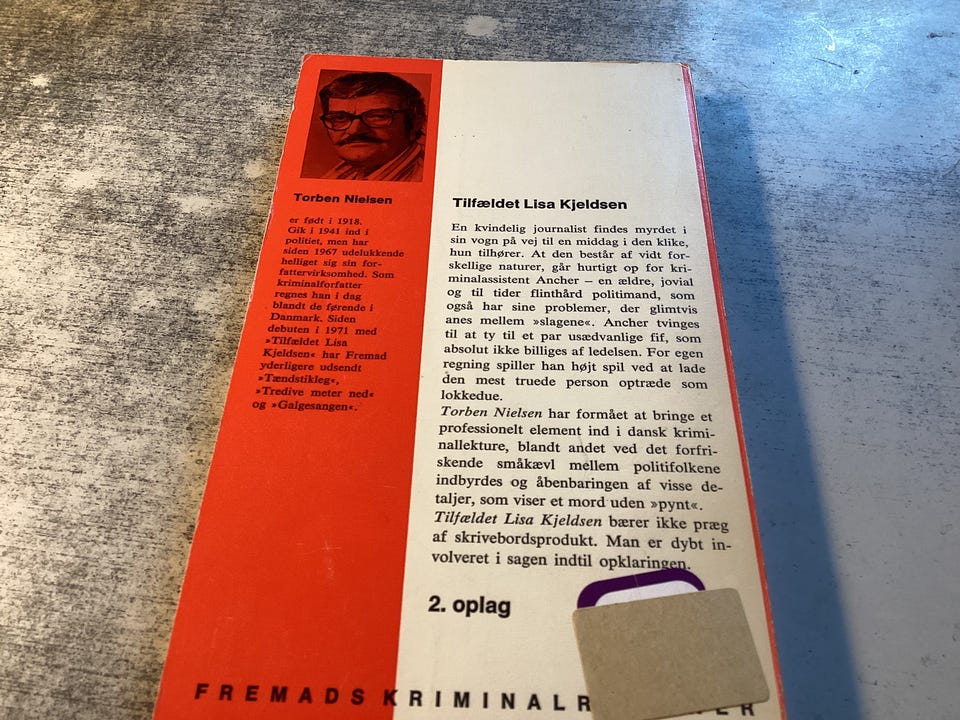 Torben Nielsen
er født i 1918.
Gik i 1941 ind i
politiet, men har
siden 1967 udelukkende
helliget sig sin for-
fattervirksomhed. Som
kriminalforfatter
regnes han i dag
blandt de førende i
Danmark. Siden
debuten i 1971 med
»Tilfældet Lisa
Kjeldsen« har Fremad
yderligere udsendt
»Tændstikleg«,
»Tredive meter ned«
og »Galgesangen«.
Tilfældet Lisa Kjeldsen
En kvindelig journalist findes myrdet i
sin vogn på vej til en middag i den klike,
hun tilhører. At den består af vidt for-
skellige naturer, går hurtigt op for kri-
minalassistent Ancher – en ældre, jovial
og til tider flinthård politimand, som
også har sine problemer, der glimtvis
anes mellem »slagene«. Ancher tvinges
til at ty til et par usædvanlige fif, som
absolut ikke billiges af ledelsen. For egen
regning spiller han højt spil ved at lade
den mest truede person optræde som
lokkedue.
Torben Nielsen har formået at bringe et
professionelt element ind i dansk krimi-
nallekture, blandt andet ved det forfri-
skende småkævl mellem politifolkene
indbyrdes og åbenbaringen af visse de-
taljer, som viser et mord uden »pynt«.
Tilfældet Lisa Kjeldsen bærer ikke præg
af skrivebordsprodukt. Man er dybt in-
volveret i sagen indtil opklaringen.
2. oplag
FREMADS